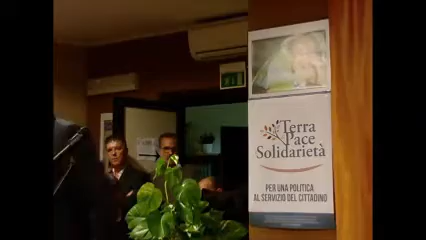 Terra
Pace
Solidarietà
PER UNA POLITICA
AL SERVIZIO DEL CITTADINO